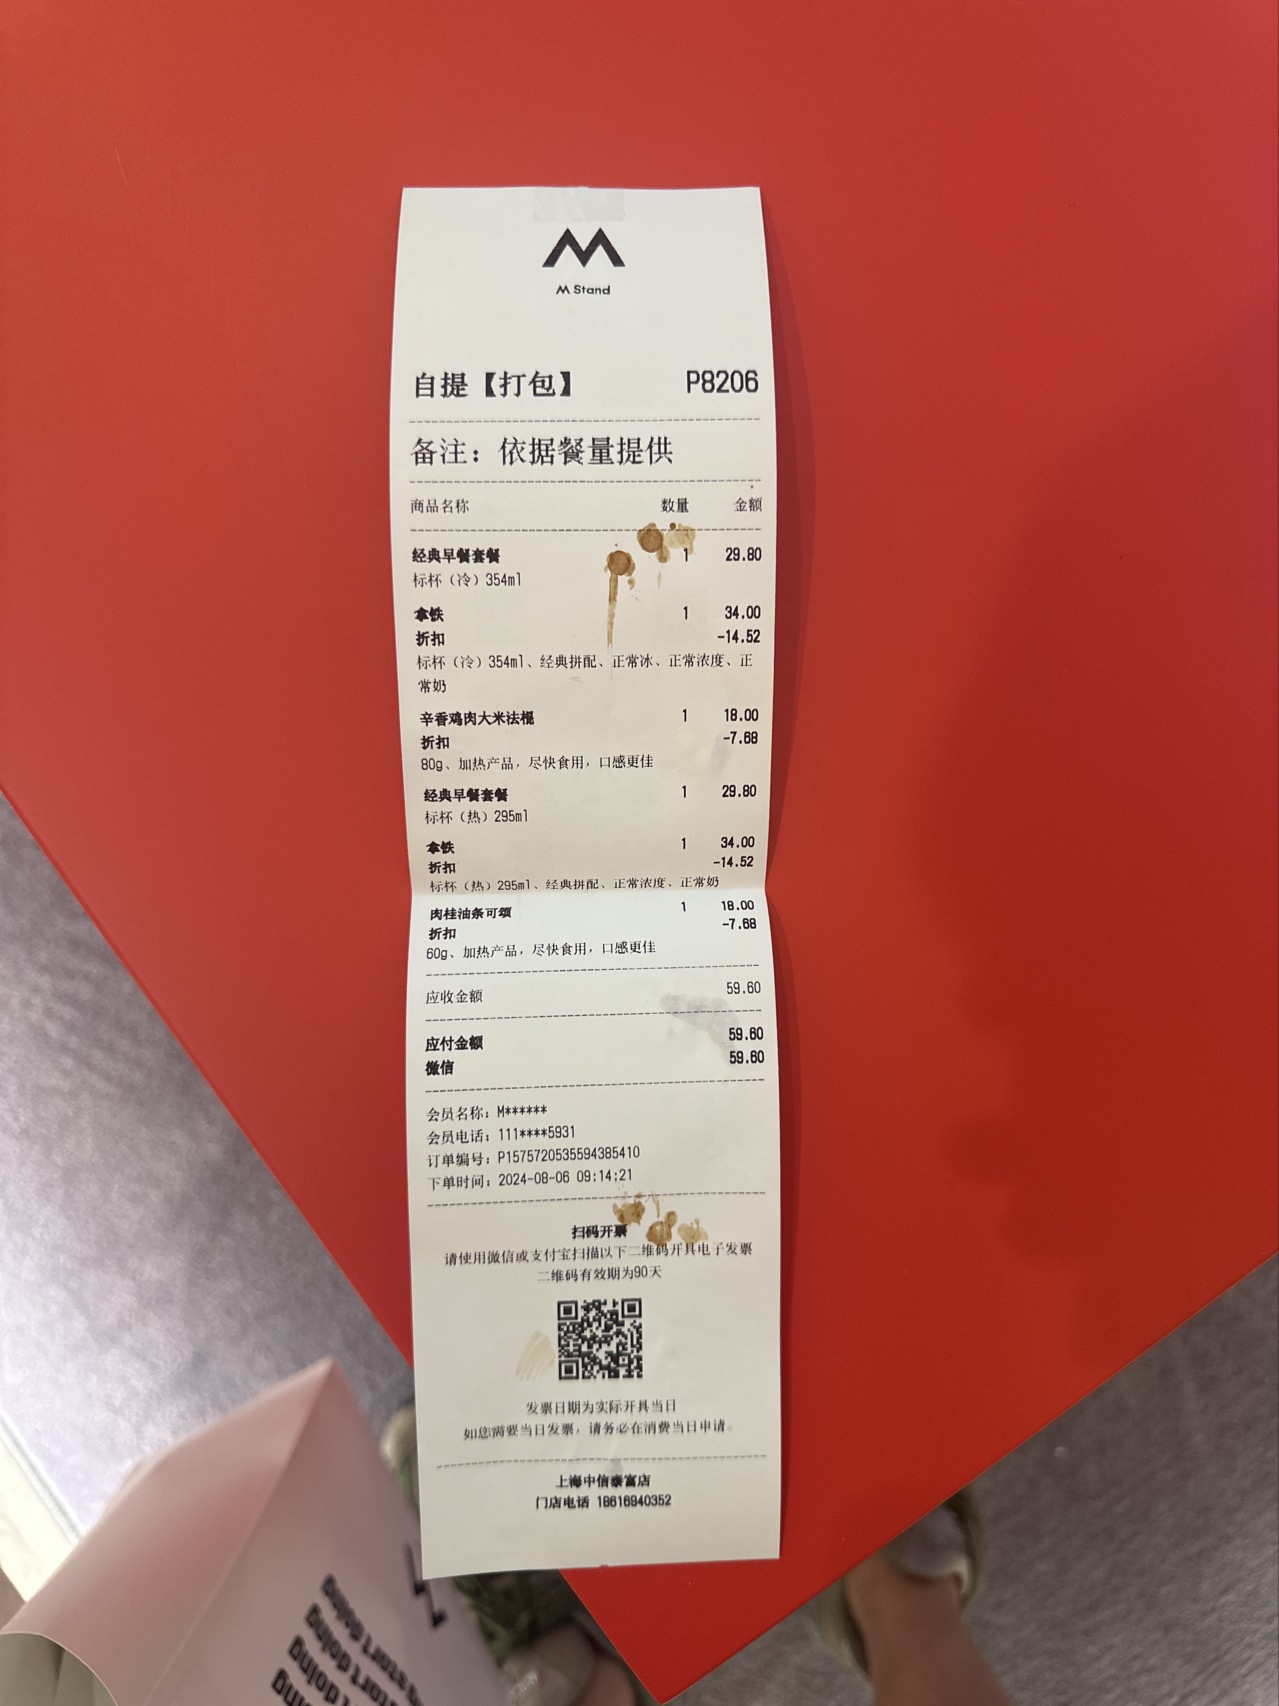 M Stand
自提【打包】 P8206
备注：依据餐量提供
商品名称 数量 金额
经典早餐套餐 1 29.80
标杯（冷）354ml
拿铁 1 34.00
折扣 -14.52
标杯（冷）354ml、经典拼配、正常冰、正常浓度、正
常奶
辛香鸡肉大米法棍 1 18.00
折扣 -7.68
80g、加热产品，尽快食用，口感更佳
经典早餐套餐 1 29.80
标杯（热）295ml
拿铁 1 34.00
折扣 -14.52
标杯（热）295ml、经典拼配、正常浓度、正常奶
肉桂油条可颂 1 18.00
折扣 -7.68
60g、加热产品，尽快食用，口感更佳
应收金额 59.60
应付金额 59.60
微信 59.60
会员名称：M******
会员电话：111****5931
订单编号：P1575720535594385410
下单时间：2024-08-06 09:14:21
扫码开票
请使用微信或支付宝扫描以下二维码开具电子发票
二维码有效期为90天
发票日期为实际开具当日
如您需要当日发票，请务必在消费当日申请。
上海中信泰富店
门店电话 18616940352